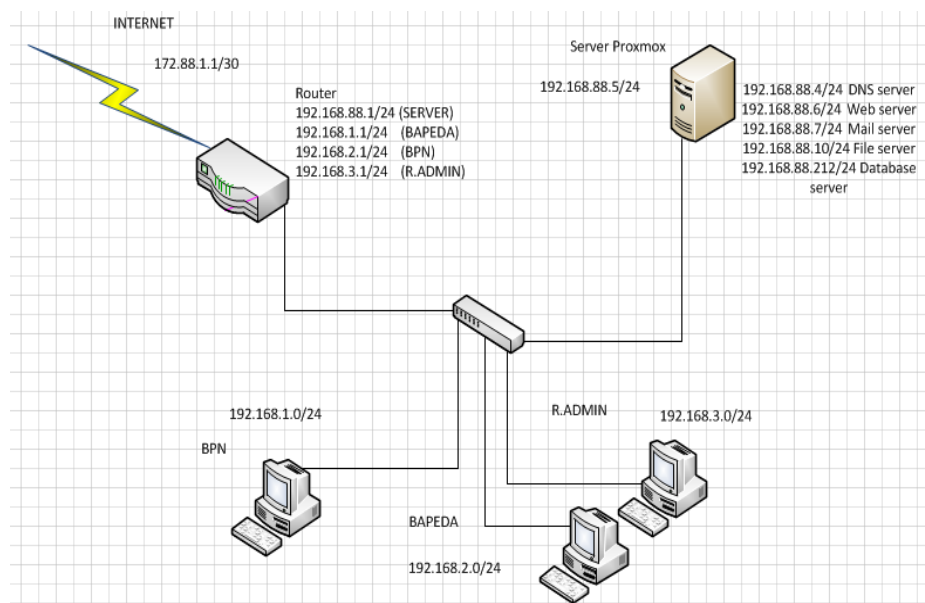 INTERNET
172.88.1.1/30
Router
192.168.88.1/24 (SERVER)
192.168.1.1/24 (BAPEDA)
192.168.2.1/24 (BPN)
192.168.3.1/24 (R.ADMIN)
Server Proxmox
192.168.88.5/24
192.168.88.4/24 DNS server
192.168.88.6/24 Web server
192.168.88.7/24 Mail server
192.168.88.10/24 File server
192.168.88.212/24 Database
server
192.168.1.0/24
BPN
R.ADMIN
192.168.3.0/24
BAPEDA
192.168.2.0/24